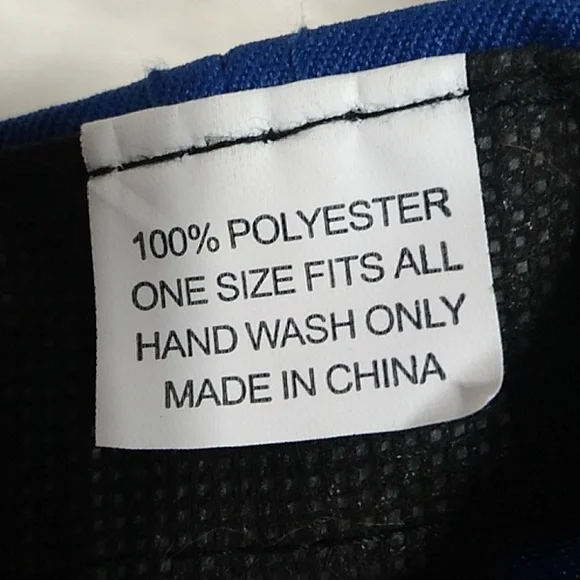 100% POLYESTER
ONE SIZE FITS ALL
HAND WASH ONLY
MADE IN CHINA